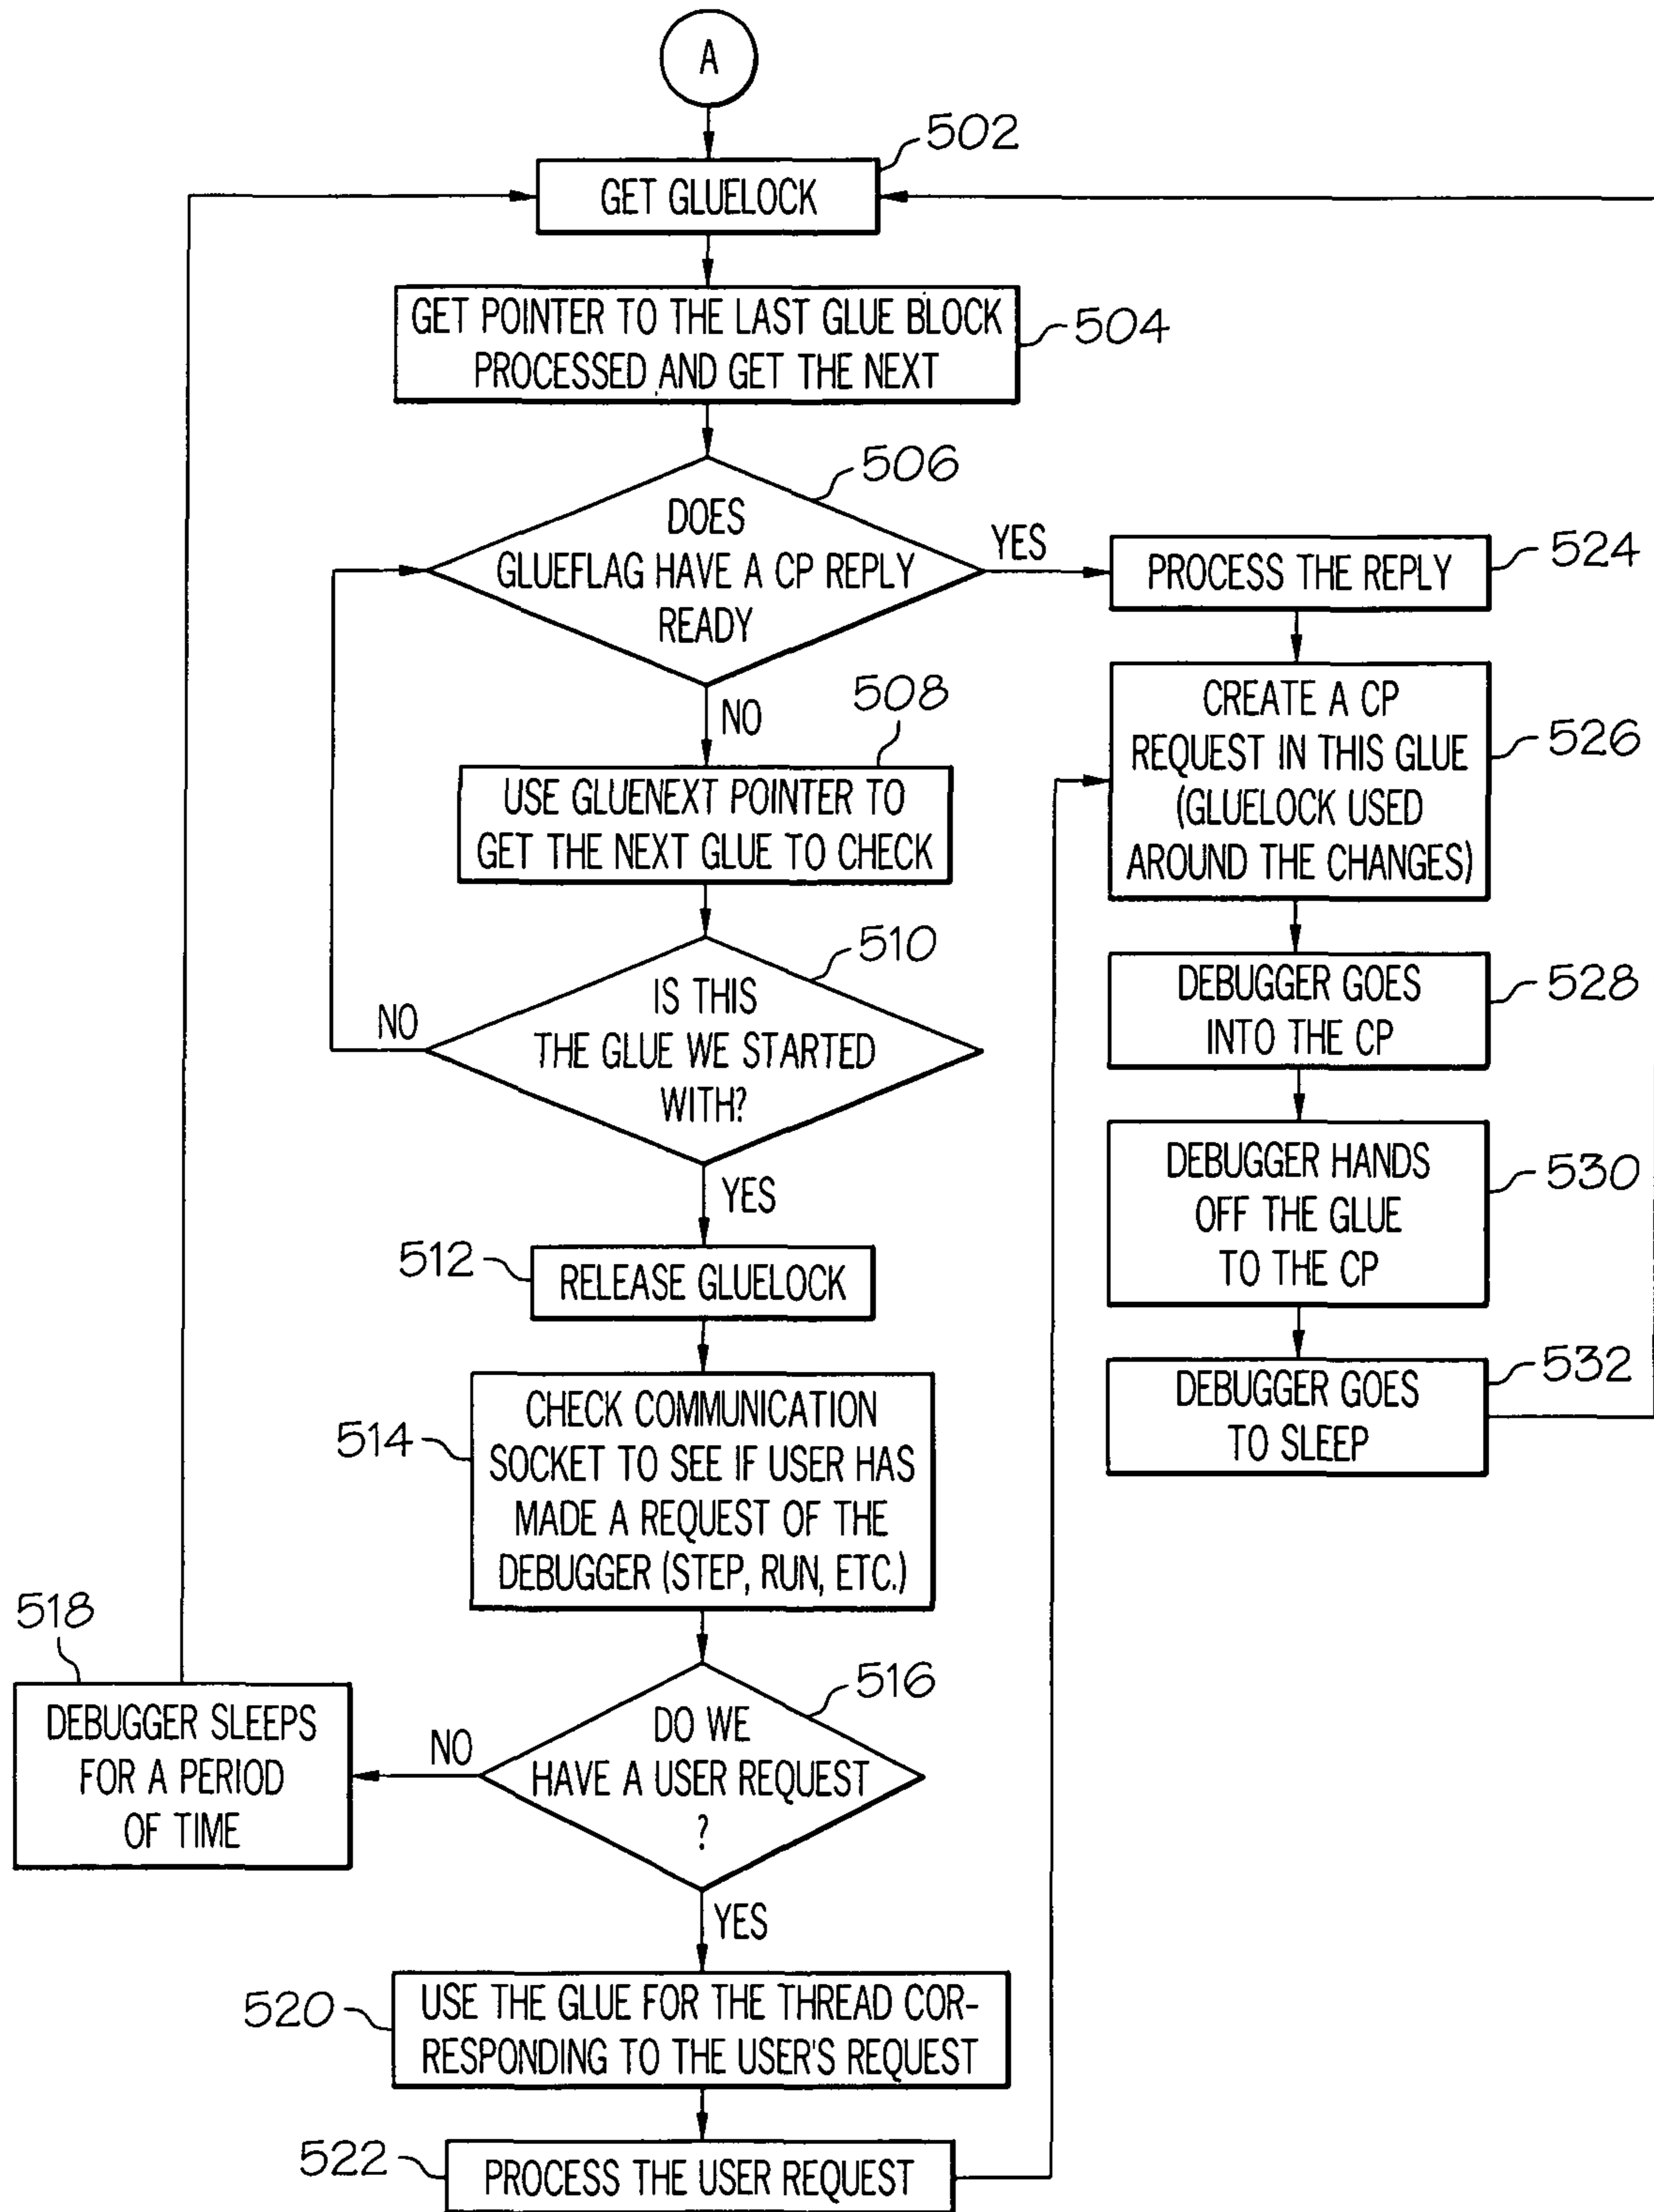 A
502
GET GLUELOCK
GET POINTER TO THE LAST GLUE BLOCK
PROCESSED AND GET THE NEXT
504
506
DOES
GLUEFLAG HAVE A CP REPLY
READY
YES
PROCESS THE REPLY
524
NO
508
USE GLUENEXT POINTER TO
GET THE NEXT GLUE TO CHECK
CREATE A CP
REQUEST IN THIS GLUE
(GLUELOCK USED
AROUND THE CHANGES)
526
510
IS THIS
THE GLUE WE STARTED
WITH?
NO
YES
DEBUGGER GOES
INTO THE CP
528
DEBUGGER HANDS
OFF THE GLUE
TO THE CP
530
512
RELEASE GLUELOCK
DEBUGGER GOES
TO SLEEP
532
514
CHECK COMMUNICATION
SOCKET TO SEE IF USER HAS
MADE A REQUEST OF THE
DEBUGGER (STEP, RUN, ETC.)
516
DO WE
HAVE A USER REQUEST
?
NO
518
DEBUGGER SLEEPS
FOR A PERIOD
OF TIME
YES
520
USE THE GLUE FOR THE THREAD COR-
RESPONDING TO THE USER'S REQUEST
522
PROCESS THE USER REQUEST